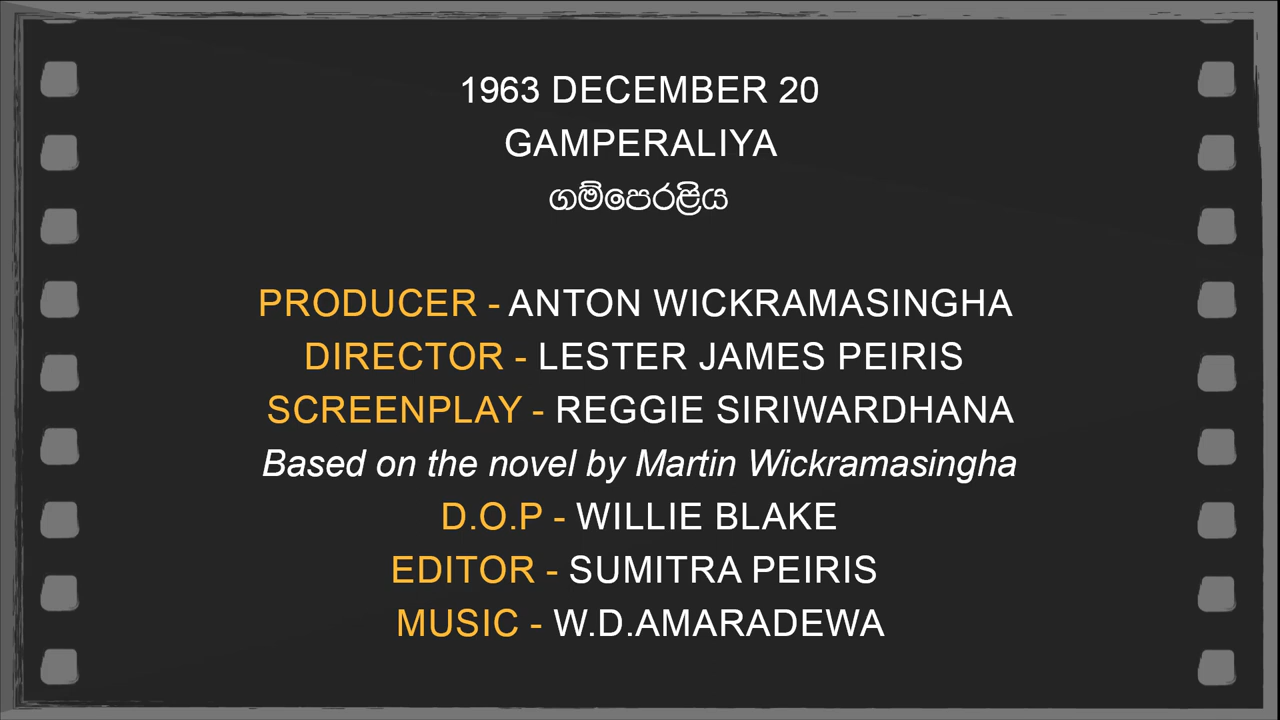 1963 DECEMBER 20
GAMPERALIYA
ගම්පෙරළිය
PRODUCER - ANTON WICKRAMASINGHA
DIRECTOR - LESTER JAMES PEIRIS
SCREENPLAY - REGGIE SIRIWARDHANA
Based on the novel by Martin Wickramasingha
D.O.P - WILLIE BLAKE
EDITOR - SUMITRA PEIRIS
MUSIC - W.D.AMARADEWA